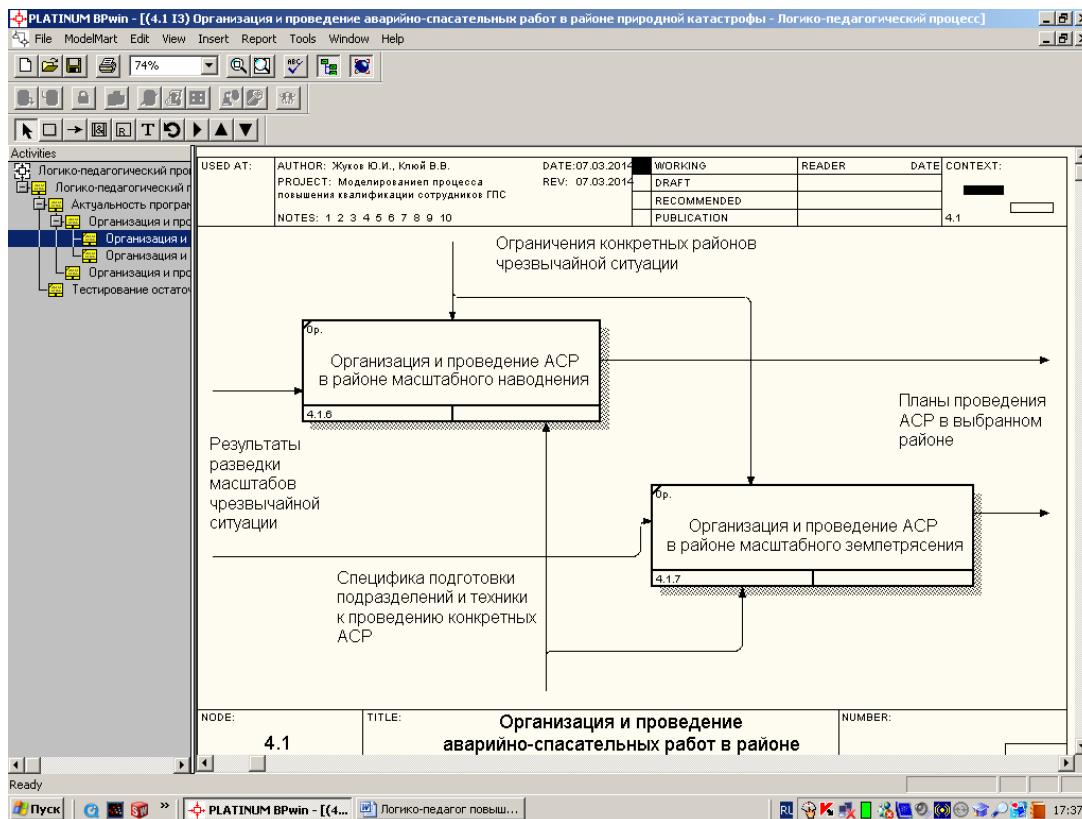 PLATINUM BPwin - [(4.1 I3) Организация и проведение аварийно-спасательных работ в районе природной катастрофы - Логико-педагогический процесс]
File ModelMart Edit View Insert Report Tools Window Help
74%
ABC
R T
Activities
Логико-педагогический про
Логико-педагогический п
Актуальность програм
Организация и про
Организация и
Организация и
Организация и про
Тестирование остаточ
USED AT: AUTHOR: Жуков Ю.И., Клюй В.В. DATE:07.03.2014 WORKING READER DATE CONTEXT:
PROJECT: Моделированиеп процесса REV: 07.03.2014 DRAFT
повышения квалификации сотрудников ГПС RECOMMENDED
NOTES: 1 2 3 4 5 6 7 8 9 10 PUBLICATION 4.1
Ограничения конкретных районов
чрезвычайной ситуации
0р.
Организация и проведение АСР
в районе масштабного наводнения
4.1.6
Планы проведения
АСР в выбранном
районе
Результаты
разведки
масштабов
чрезвычайной
ситуации
0р.
Организация и проведение АСР
в районе масштабного землетрясения
4.1.7
Специфика подготовки
подразделений и техники
к проведению конкретных
АСР
NODE: TITLE: Организация и проведение NUMBER:
4.1 аварийно-спасательных работ в районе
Ready
Пуск » PLATINUM BPwin - [(4... Логико-педагог повыш... RL 17:37